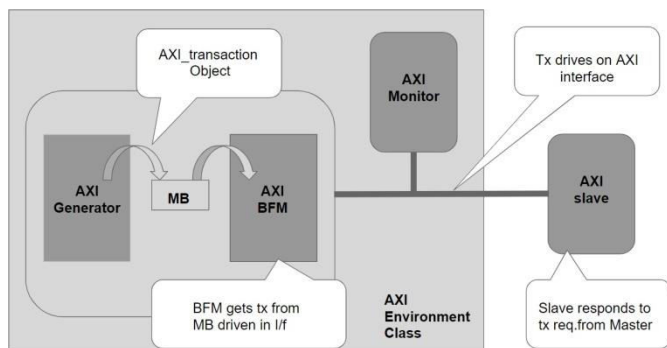 AXI_transaction
Object
AXI
Monitor
Tx drives on AXI
interface
AXI
Generator
MB
AXI
BFM
AXI
slave
BFM gets tx from
MB driven in I/f
AXI
Environment
Class
Slave responds to
tx req.from Master